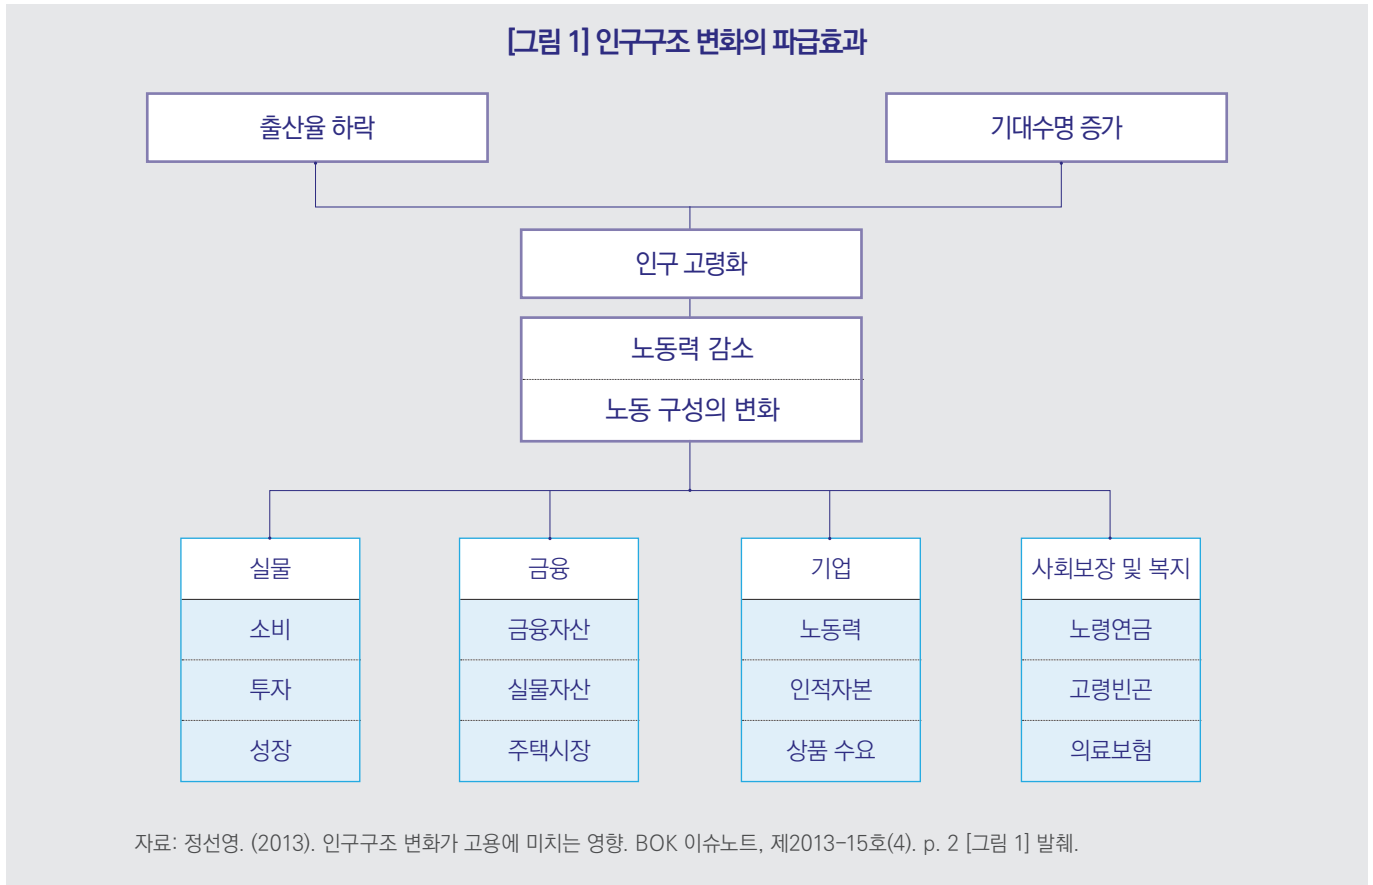 [그림 1] 인구구조 변화의 파급효과
출산율 하락
기대수명 증가
인구 고령화
노동력 감소
노동 구성의 변화
실물
소비
투자
성장
금융
금융자산
실물자산
주택시장
기업
노동력
인적자본
상품 수요
사회보장 및 복지
노령연금
고령빈곤
의료보험
자료: 정선영. (2013). 인구구조 변화가 고용에 미치는 영향. BOK 이슈노트, 제2013-15호(4). p. 2 [그림 1] 발췌.